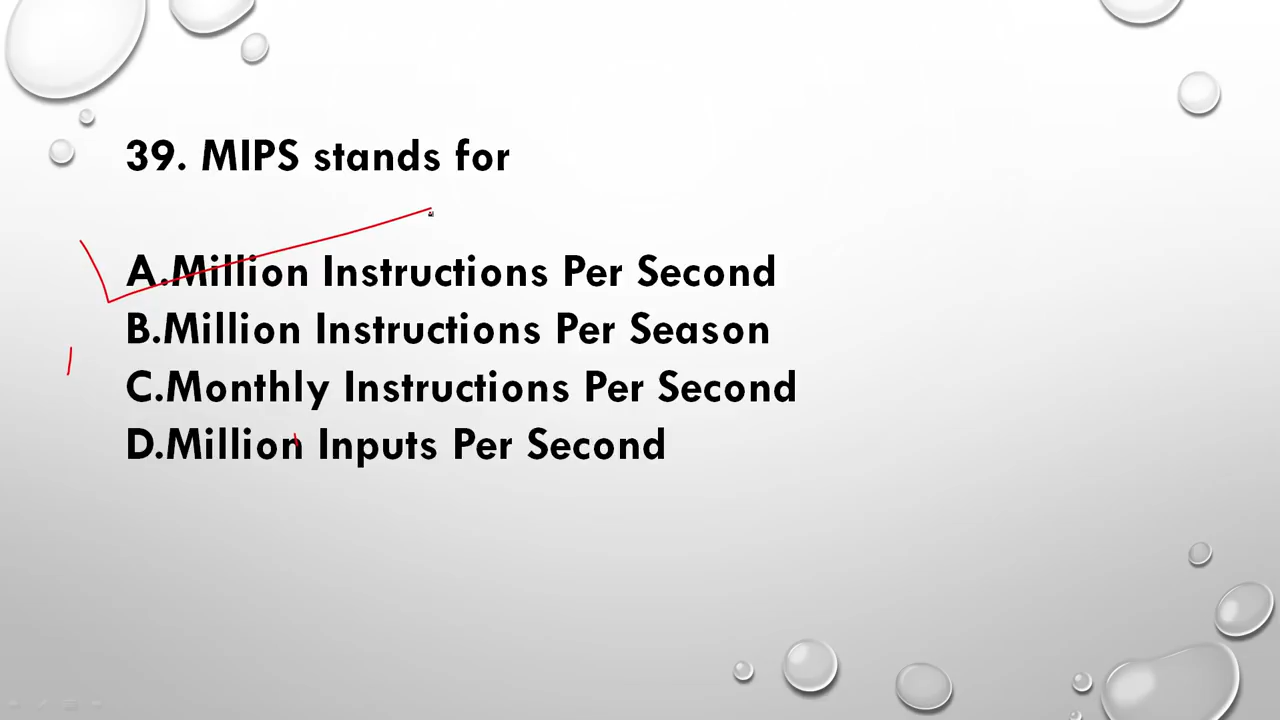 39. MIPS stands for
A.Million Instructions Per Second
B.Million Instructions Per Season
C.Monthly Instructions Per Second
D.Million Inputs Per Second